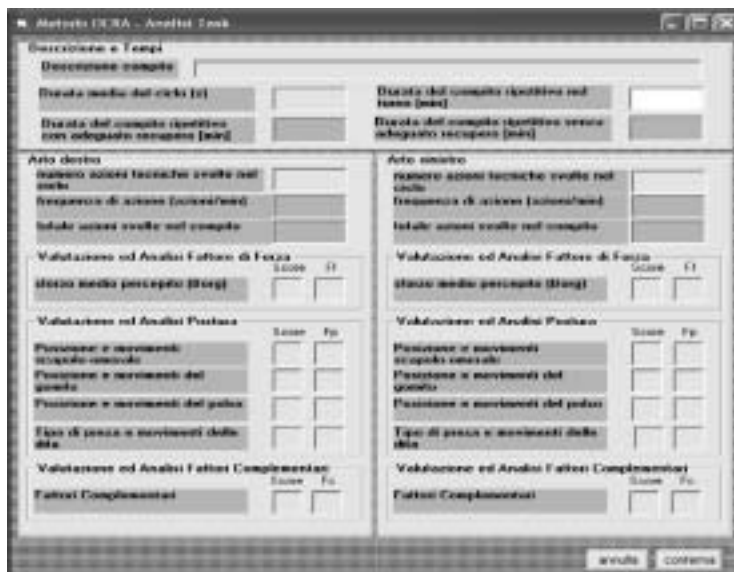 Metodo OCRA - Analisi Task
Descrizione e Tempi
Descrizione compito
Durata media del ciclo (s)
Durata del compito ripetitivo nel
turno (min)
Durata del compito ripetitivo
con adeguato recupero (min)
Durata del compito ripetitivo senza
adeguato recupero (min)
Arto destro
numero azioni tecniche svolte nel
ciclo
frequenza di azione (azioni/min)
totale azioni svolte nel compito
Valutazione ed Analisi Fattore di Forza
Score Ff
sforzo medio percepito (Borg)
Valutazione ed Analisi Postura
Score Fp
Posizione e movimenti
scapolo-omerale
Posizione e movimenti del
gomito
Posizione e movimenti del polso
Tipo di presa e movimenti delle
dita
Valutazione ed Analisi Fattori Complementari
Score Fc
Fattori Complementari
Arto sinistro
numero azioni tecniche svolte nel
ciclo
frequenza di azione (azioni/min)
totale azioni svolte nel compito
Valutazione ed Analisi Fattore di Forza
Score Ff
sforzo medio percepito (Borg)
Valutazione ed Analisi Postura
Score Fp
Posizione e movimenti
scapolo-omerale
Posizione e movimenti del
gomito
Posizione e movimenti del polso
Tipo di presa e movimenti delle
dita
Valutazione ed Analisi Fattori Complementari
Score Fc
Fattori Complementari
annulla conferma